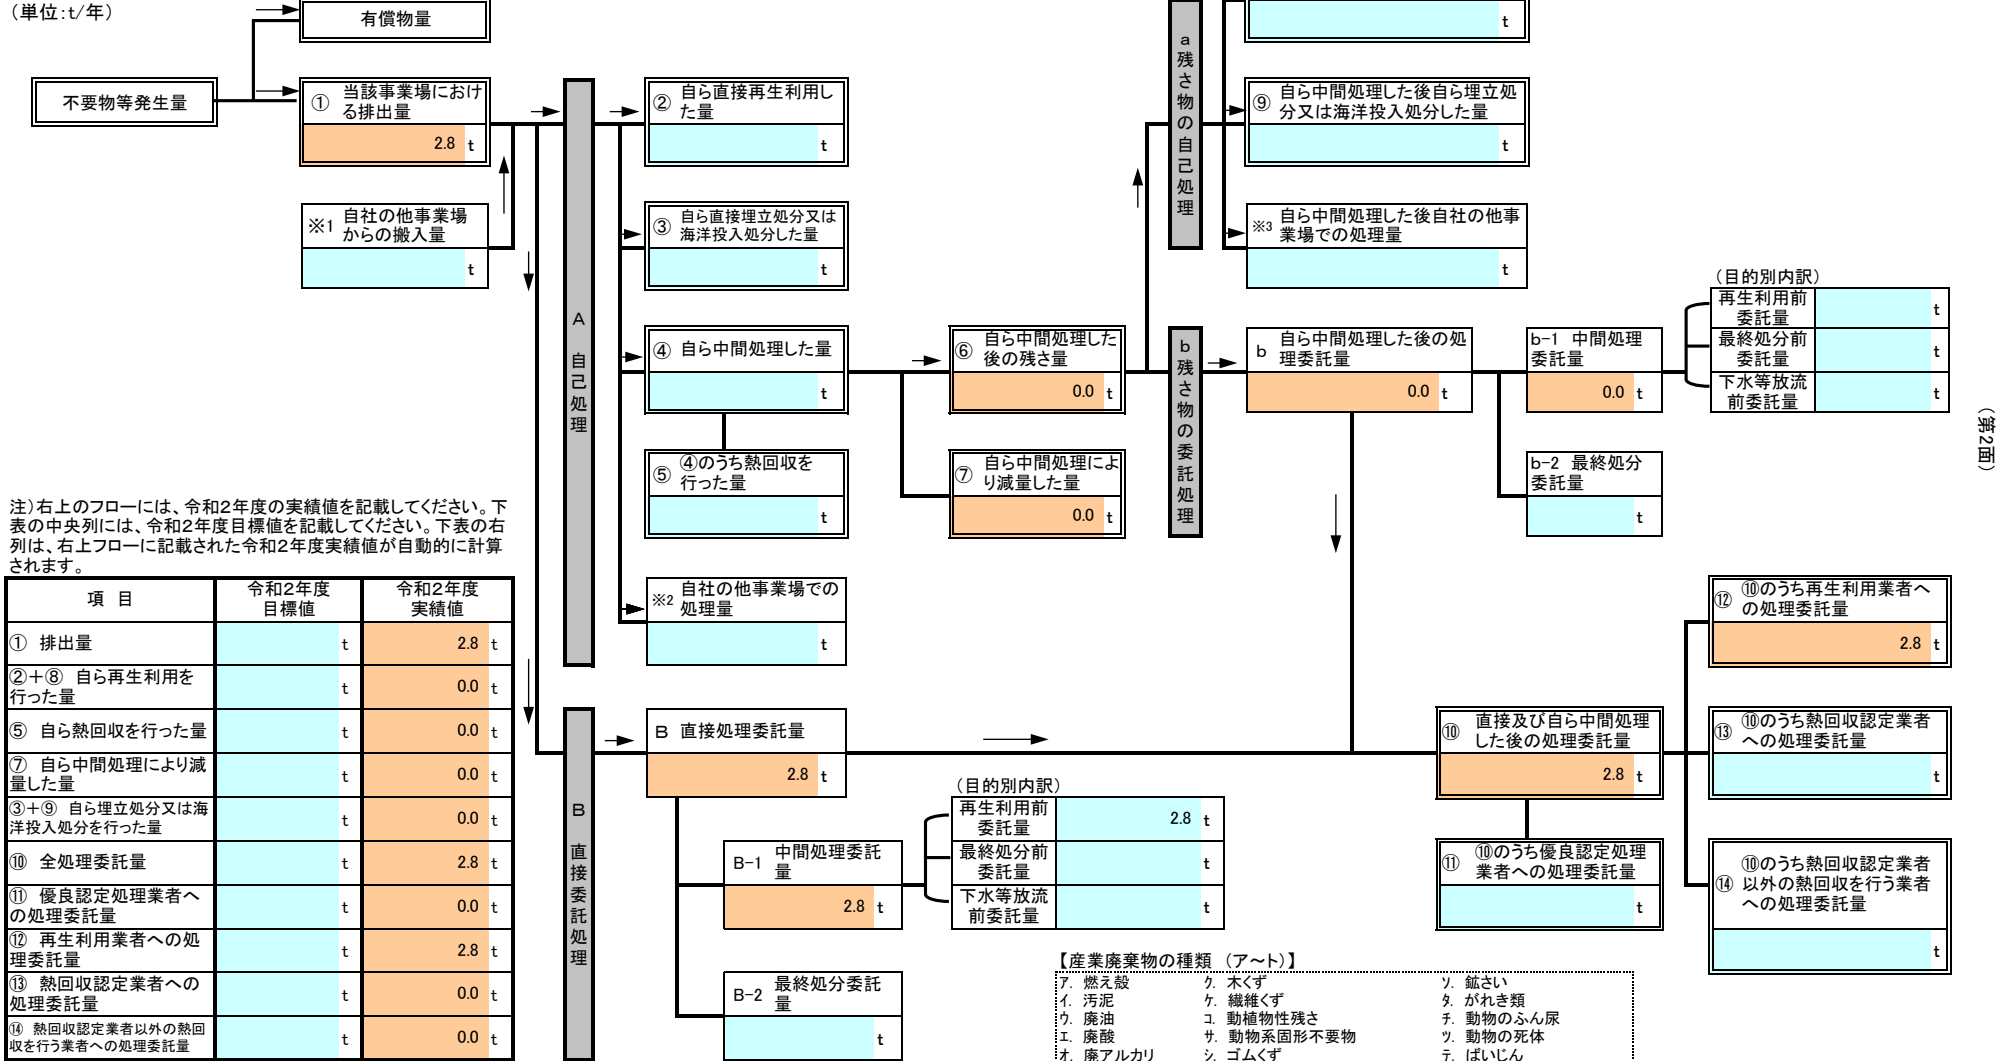 （単位：t/年）
有償物量
不要物等発生量
① 当該事業場におけ
る排出量
2.8 t
※1 自社の他事業場
からの搬入量
t
A 自己処理
② 自ら直接再生利用し
た量
t
③ 自ら直接埋立処分又は
海洋投入処分した量
t
④ 自ら中間処理した量
t
⑤ ④のうち熱回収を
行った量
t
※2 自社の他事業場での
処理量
t
⑥ 自ら中間処理した
後の残さ量
0.0 t
⑦ 自ら中間処理によ
り減量した量
0.0 t
a 残さ物の自己処理
t
⑨ 自ら中間処理した後自ら埋立処
分又は海洋投入処分した量
t
※3 自ら中間処理した後自社の他事
業場での処理量
t
b 残さ物の委託処理
b 自ら中間処理した後の処
理委託量
0.0 t
b-1 中間処理
委託量
0.0 t
b-2 最終処分
委託量
t
（目的別内訳）
再生利用前
委託量 t
最終処分前
委託量 t
下水等放流
前委託量 t
（第2面）
注）右上のフローには、令和２年度の実績値を記載してください。下
表の中央列には、令和２年度目標値を記載してください。下表の右
列は、右上フローに記載された令和２年度実績値が自動的に計算
されます。
項 目
令和２年度
目標値
令和２年度
実績値
① 排出量 t 2.8 t
②＋⑧ 自ら再生利用を
行った量 t 0.0 t
⑤ 自ら熱回収を行った量 t 0.0 t
⑦ 自ら中間処理により減
量した量 t 0.0 t
③＋⑨ 自ら埋立処分又は海
洋投入処分を行った量 t 0.0 t
⑩ 全処理委託量 t 2.8 t
⑪ 優良認定処理業者へ
の処理委託量 t 0.0 t
⑫ 再生利用業者への処
理委託量 t 2.8 t
⑬ 熱回収認定業者への
処理委託量 t 0.0 t
⑭ 熱回収認定業者以外の熱回
収を行う業者への処理委託量 t 0.0 t
B 直接委託処理
B 直接処理委託量
2.8 t
B-1 中間処理委託
量
2.8 t
B-2 最終処分委託
量
t
（目的別内訳）
再生利用前
委託量 2.8 t
最終処分前
委託量 t
下水等放流
前委託量 t
⑩ 直接及び自ら中間処理
した後の処理委託量
2.8 t
⑪ ⑩のうち優良認定処理
業者への処理委託量
t
⑫ ⑩のうち再生利用業者へ
の処理委託量
2.8 t
⑬ ⑩のうち熱回収認定業者
への処理委託量
t
⑭ ⑩のうち熱回収認定業者
以外の熱回収を行う業者
への処理委託量
t
【産業廃棄物の種類 （ア～ト）】
ア. 燃え殻 ク. 木くず ソ. 鉱さい
イ. 汚泥 ケ. 繊維くず タ. がれき類
ウ. 廃油 コ. 動植物性残さ チ. 動物のふん尿
エ. 廃酸 サ. 動物系固形不要物 ツ. 動物の死体
オ. 廃アルカリ シ. ゴムくず テ. ばいじん